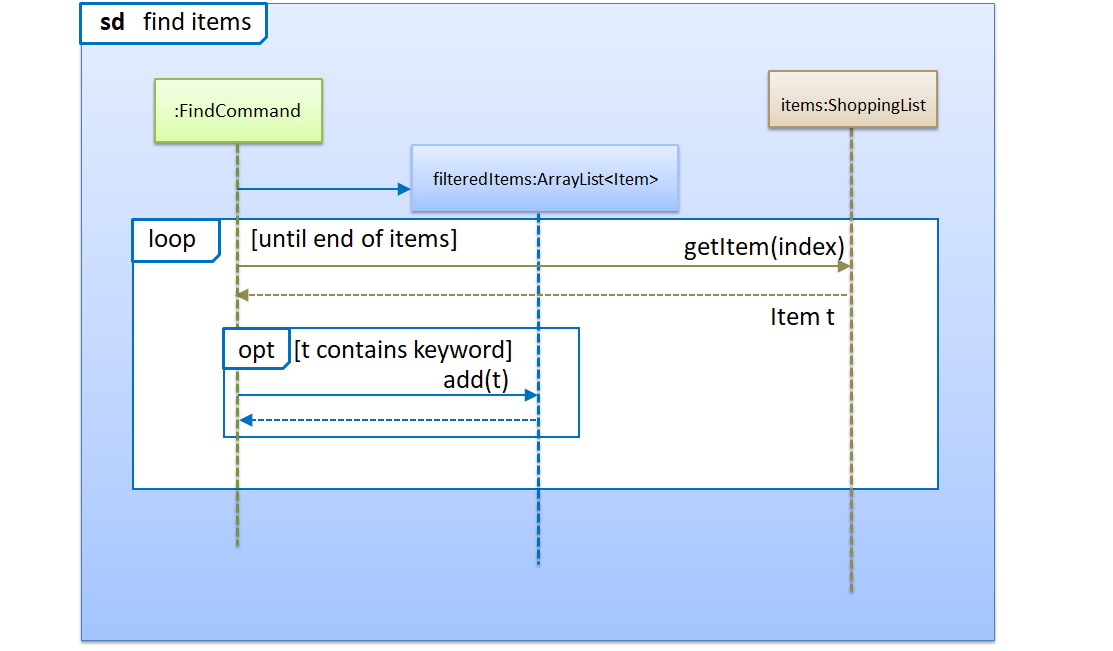 sd find items
:FindCommand
items:ShoppingList
filteredItems:ArrayList<Item>
loop
[until end of items]
getItem(index)
Item t
opt
[t contains keyword]
add(t)